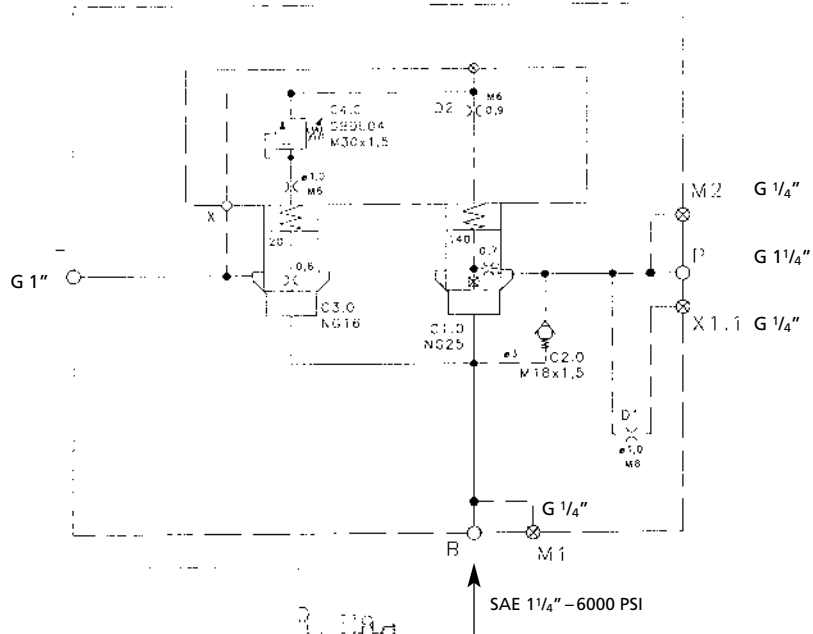 C4.0
M30x1,5
D2
M6
0,9
ø1,0
M6
X
M2 G 1/4"
20
40
0,7
0,6
P G 1 1/4"
G 1"
C3.0
NG16
C1.0
NG25
X1.1 G 1/4"
ø3
C2.0
M18x1,5
D1
ø1,0
M8
G 1/4"
B
M1
SAE 1 1/4" – 6000 PSI